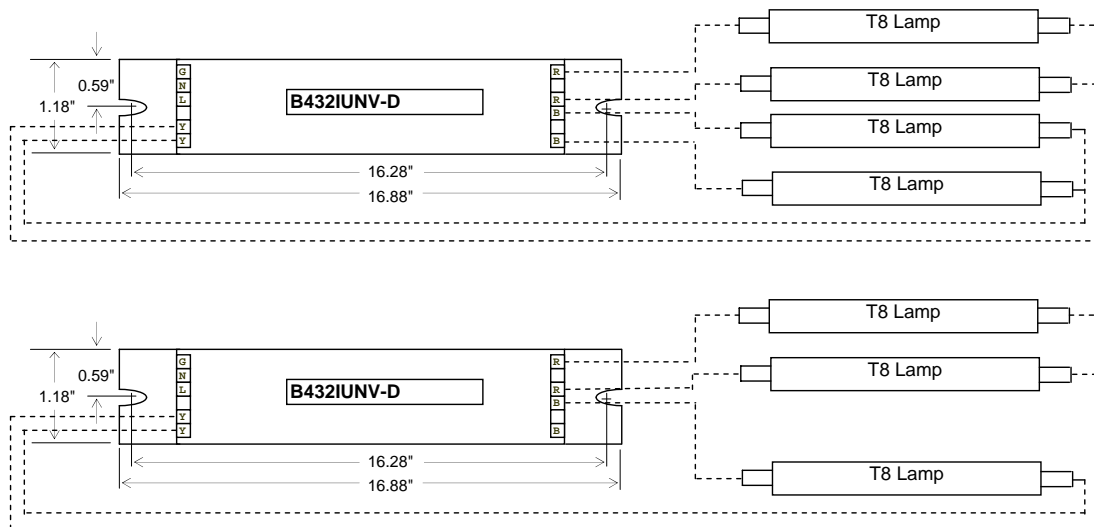 T8 Lamp
T8 Lamp
T8 Lamp
T8 Lamp
0.59"
1.18"
G
N
L
Y
Y
B432IUNV-D
R
R
B
B
16.28"
16.88"
T8 Lamp
T8 Lamp
T8 Lamp
0.59"
1.18"
G
N
L
Y
Y
B432IUNV-D
R
R
B
B
16.28"
16.88"